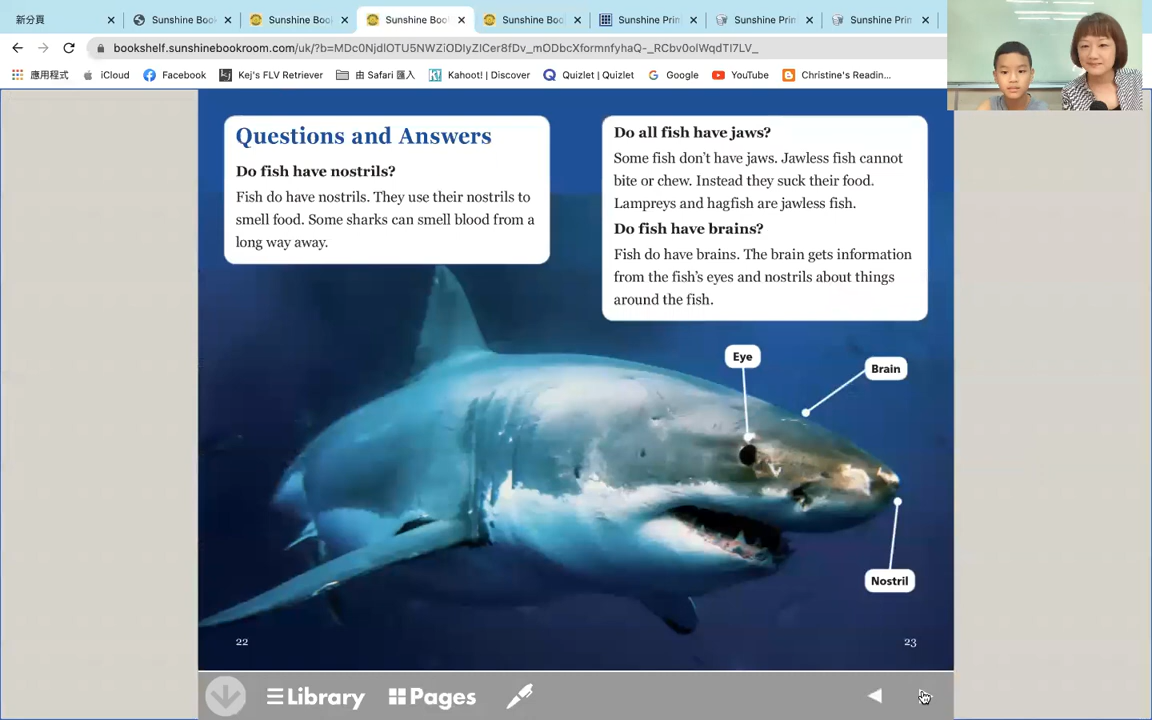 新分頁
Sunshine Boo
Sunshine Boo
Sunshine Boo
Sunshine Boo
Sunshine Prin
Sunshine Prin
Sunshine Prin
應用程式
iCloud
Facebook
Kej's FLV Retriever
由 Safari 匯入
Kahoot! | Discover
Quizlet | Quizlet
Google
YouTube
Christine's Readin...
Questions and Answers
Do fish have nostrils?
Fish do have nostrils. They use their nostrils to
smell food. Some sharks can smell blood from a
long way away.
Do all fish have jaws?
Some fish don't have jaws. Jawless fish cannot
bite or chew. Instead they suck their food.
Lampreys and hagfish are jawless fish.
Do fish have brains?
Fish do have brains. The brain gets information
from the fish's eyes and nostrils about things
around the fish.
Eye
Brain
Nostril
22
23
Library
Pages